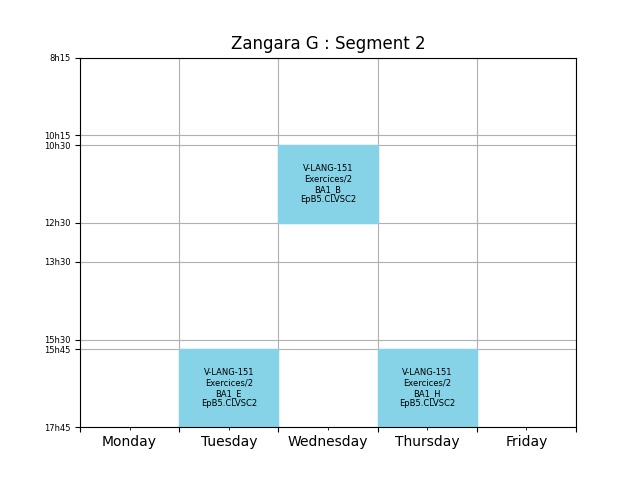 Zangara G : Segment 2
8h15
10h15
10h30
V-LANG-151
Exercices/2
BA1_B
EpB5.CLVSC2
12h30
13h30
15h30
15h45
V-LANG-151
Exercices/2
BA1_E
EpB5.CLVSC2
V-LANG-151
Exercices/2
BA1_H
EpB5.CLVSC2
17h45
Monday Tuesday Wednesday Thursday Friday